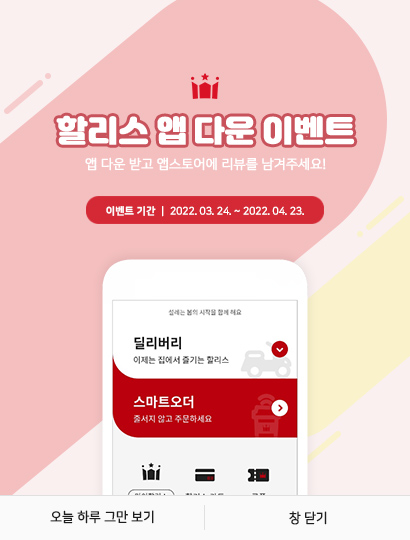 할리스 앱 다운 이벤트
앱 다운 받고 앱스토어에 리뷰를 남겨주세요!
이벤트 기간 | 2022. 03. 24. ~ 2022. 04. 23.
설레는 봄의 시작을 함께 해요
딜리버리
이제는 집에서 즐기는 할리스
스마트오더
줄서지 않고 주문하세요
오늘 하루 그만 보기
창 닫기